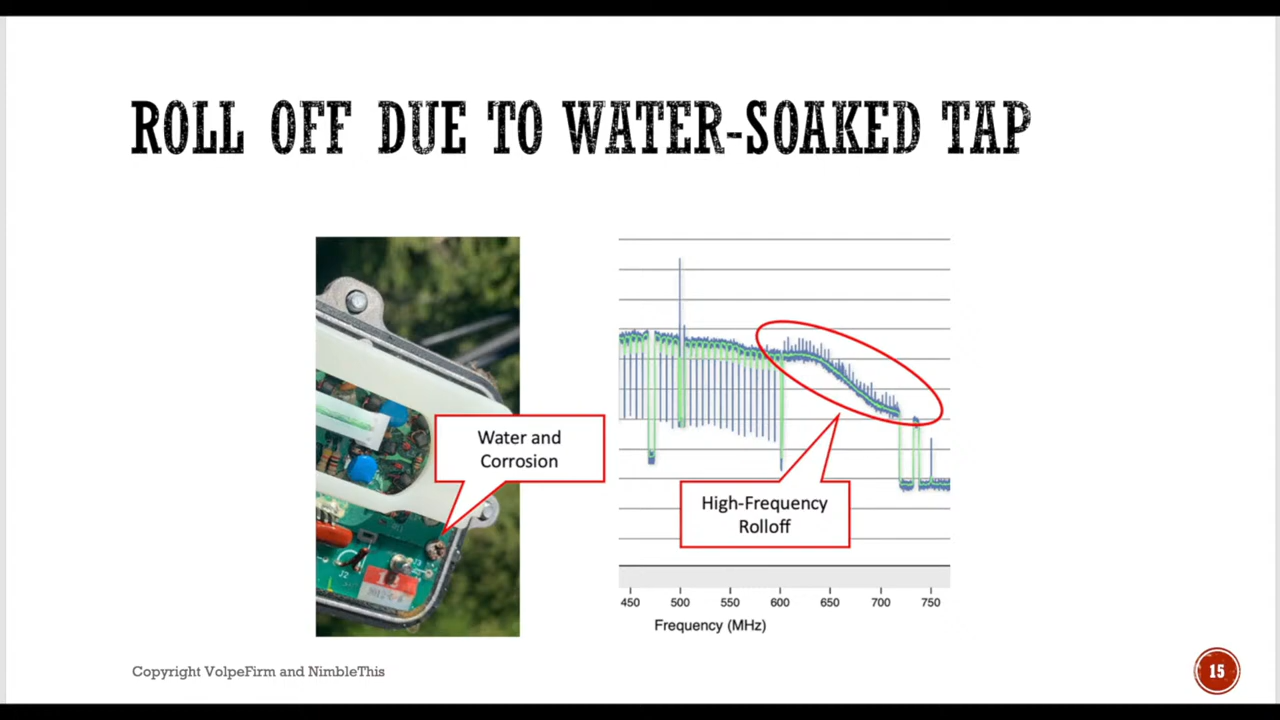 ROLL OFF DUE TO WATER-SOAKED TAP
Water and
Corrosion
J2
High-Frequency
Rolloff
450 500 550 600 650 700 750
Frequency (MHz)
Copyright VolpeFirm and NimbleThis
15